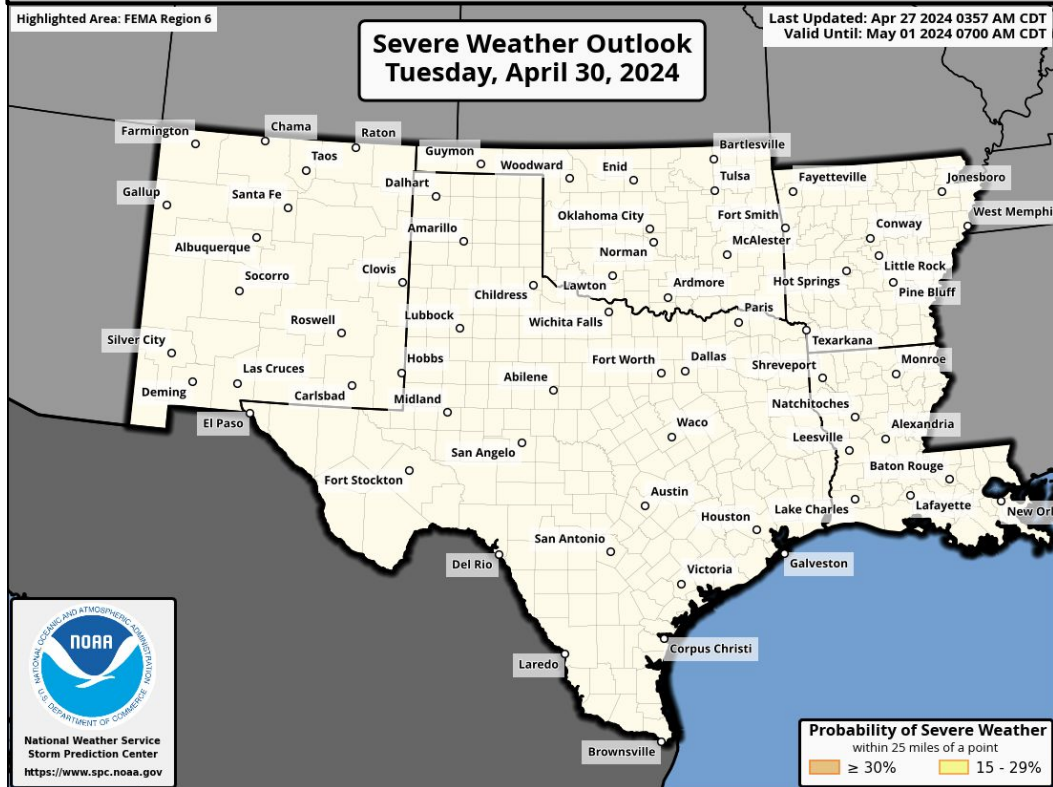 Highlighted Area: FEMA Region 6
Last Updated: Apr 27 2024 0357 AM CDT
Valid Until: May 01 2024 0700 AM CDT
Severe Weather Outlook
Tuesday, April 30, 2024
Farmington
Chama
Raton
Taos
Guymon
Woodward
Enid
Bartlesville
Gallup
Santa Fe
Dalhart
Tulsa
Fayetteville
Jonesboro
Albuquerque
Amarillo
Oklahoma City
Fort Smith
Conway
West Memphi
Norman
McAlester
Socorro
Clovis
Childress
Lawton
Ardmore
Hot Springs
Little Rock
Pine Bluff
Roswell
Lubbock
Wichita Falls
Paris
Texarkana
Silver City
Las Cruces
Hobbs
Fort Worth
Dallas
Shreveport
Monroe
Deming
Carlsbad
Midland
Abilene
Natchitoches
El Paso
Waco
Leesville
Alexandria
San Angelo
Fort Stockton
Baton Rouge
Austin
Houston
Lake Charles
Lafayette
New Orl
Del Rio
San Antonio
Galveston
Victoria
Laredo
Corpus Christi
Brownsville
NATIONAL OCEANIC AND ATMOSPHERIC ADMINISTRATION
NOAA
U.S. DEPARTMENT OF COMMERCE
National Weather Service
Storm Prediction Center
https://www.spc.noaa.gov
Probability of Severe Weather
within 25 miles of a point
≥ 30%
15 - 29%